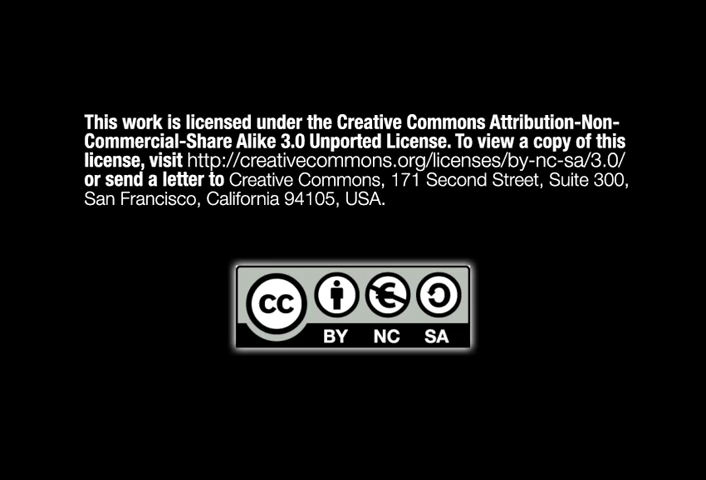 This work is licensed under the Creative Commons Attribution-Non-
Commercial-Share Alike 3.0 Unported License. To view a copy of this
license, visit http://creativecommons.org/licenses/by-nc-sa/3.0/
or send a letter to Creative Commons, 171 Second Street, Suite 300,
San Francisco, California 94105, USA.
cc
BY NC SA